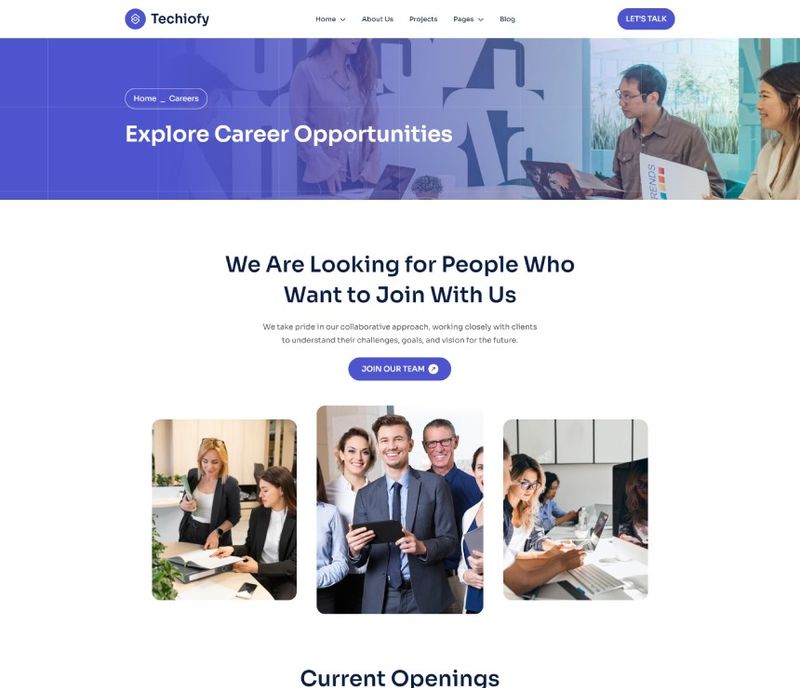 Techiofy
Home
About Us
Projects
Pages
Blog
LET'S TALK
Home _ Careers
Explore Career Opportunities
TRENDS
We Are Looking for People Who
Want to Join With Us
We take pride in our collaborative approach, working closely with clients
to understand their challenges, goals, and vision for the future.
JOIN OUR TEAM
Current Openings